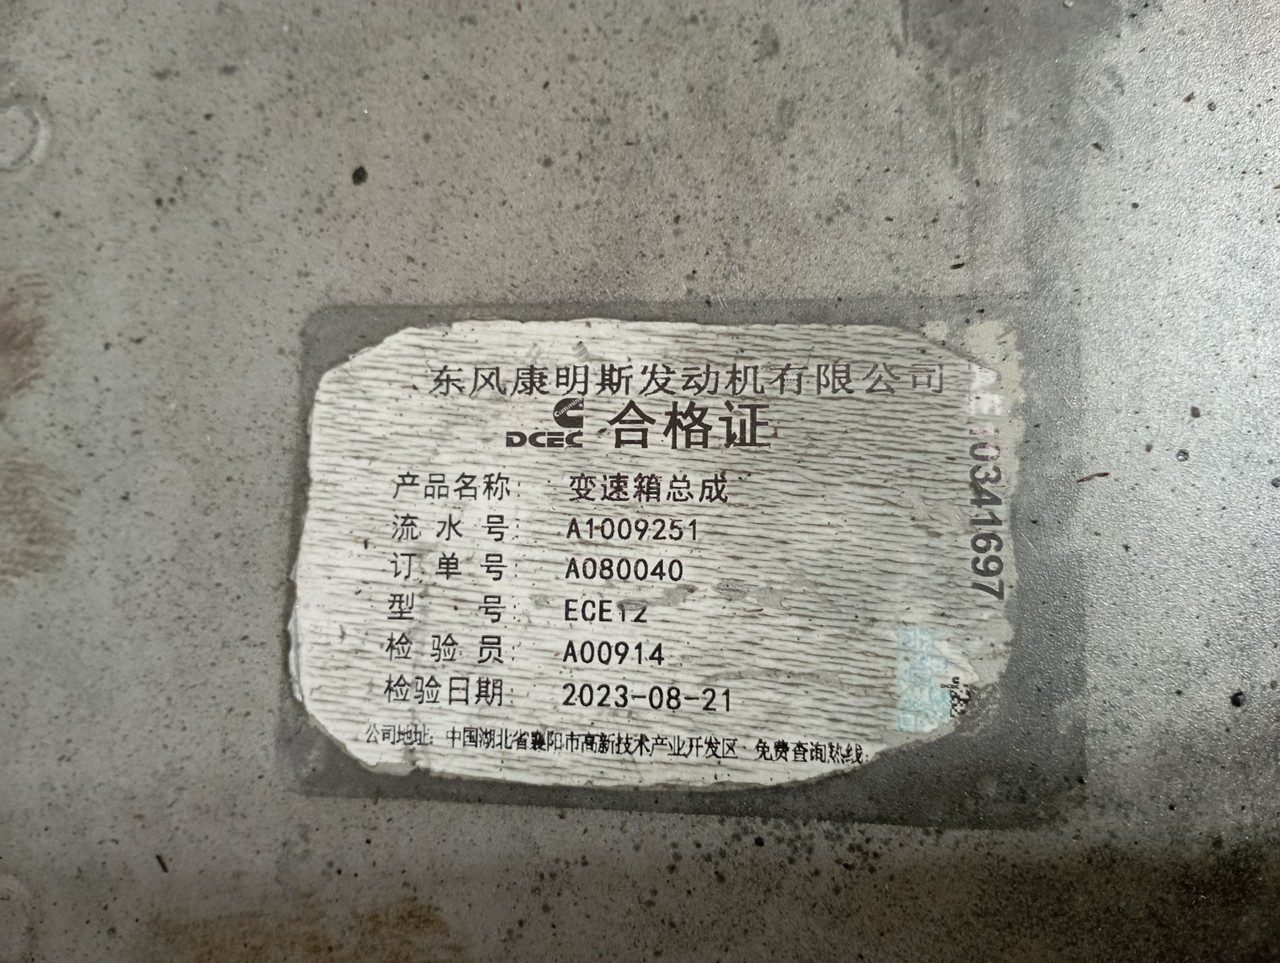 东风康明斯发动机有限公司
Cummins
DCEC 合格证
产品名称: 变速箱总成
流水号: A1009251
订单号: A080040
型号: ECE12
检验员: A00914
检验日期: 2023-08-21
公司地址: 中国湖北省襄阳市高新技术产业开发区 免费查询热线:
10341697